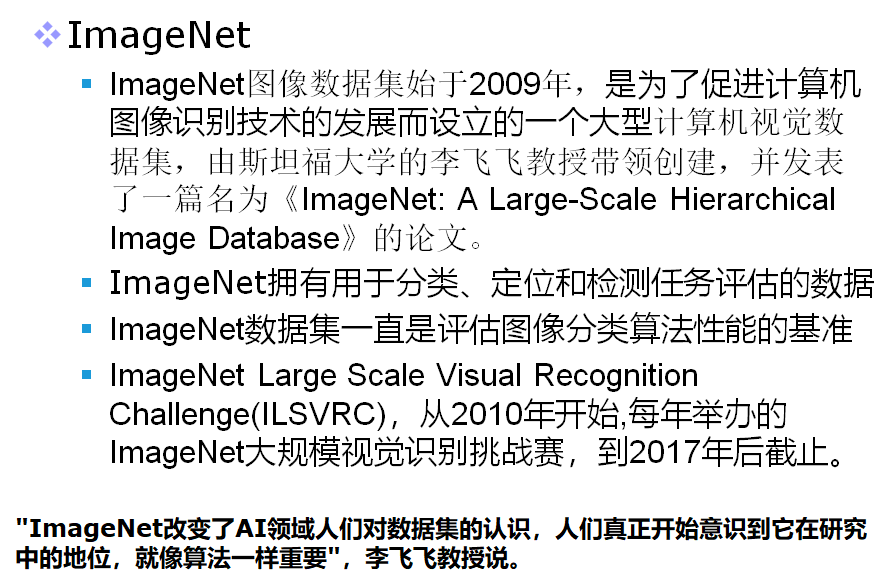 ImageNet
ImageNet图像数据集始于2009年，是为了促进计算机
图像识别技术的发展而设立的一个大型计算机视觉数
据集，由斯坦福大学的李飞飞教授带领创建，并发表
了一篇名为《ImageNet: A Large-Scale Hierarchical
Image Database》的论文。
ImageNet拥有用于分类、定位和检测任务评估的数据
ImageNet数据集一直是评估图像分类算法性能的基准
ImageNet Large Scale Visual Recognition
Challenge(ILSVRC)，从2010年开始,每年举办的
ImageNet大规模视觉识别挑战赛，到2017年后截止。
"ImageNet改变了AI领域人们对数据集的认识，人们真正开始意识到它在研究
中的地位，就像算法一样重要"，李飞飞教授说。